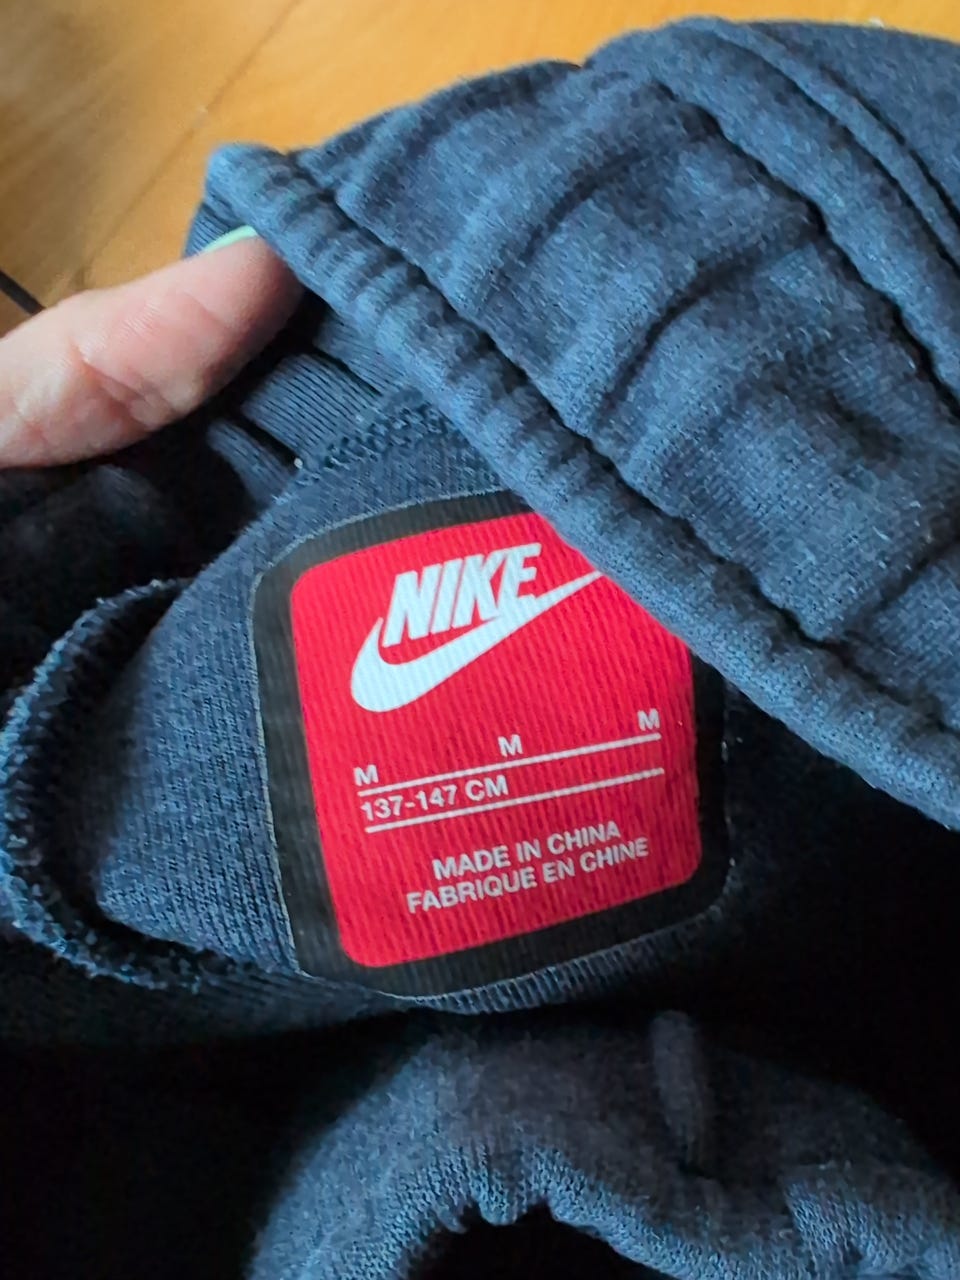 NIKE
M M M
137-147 CM
MADE IN CHINA
FABRIQUE EN CHINE